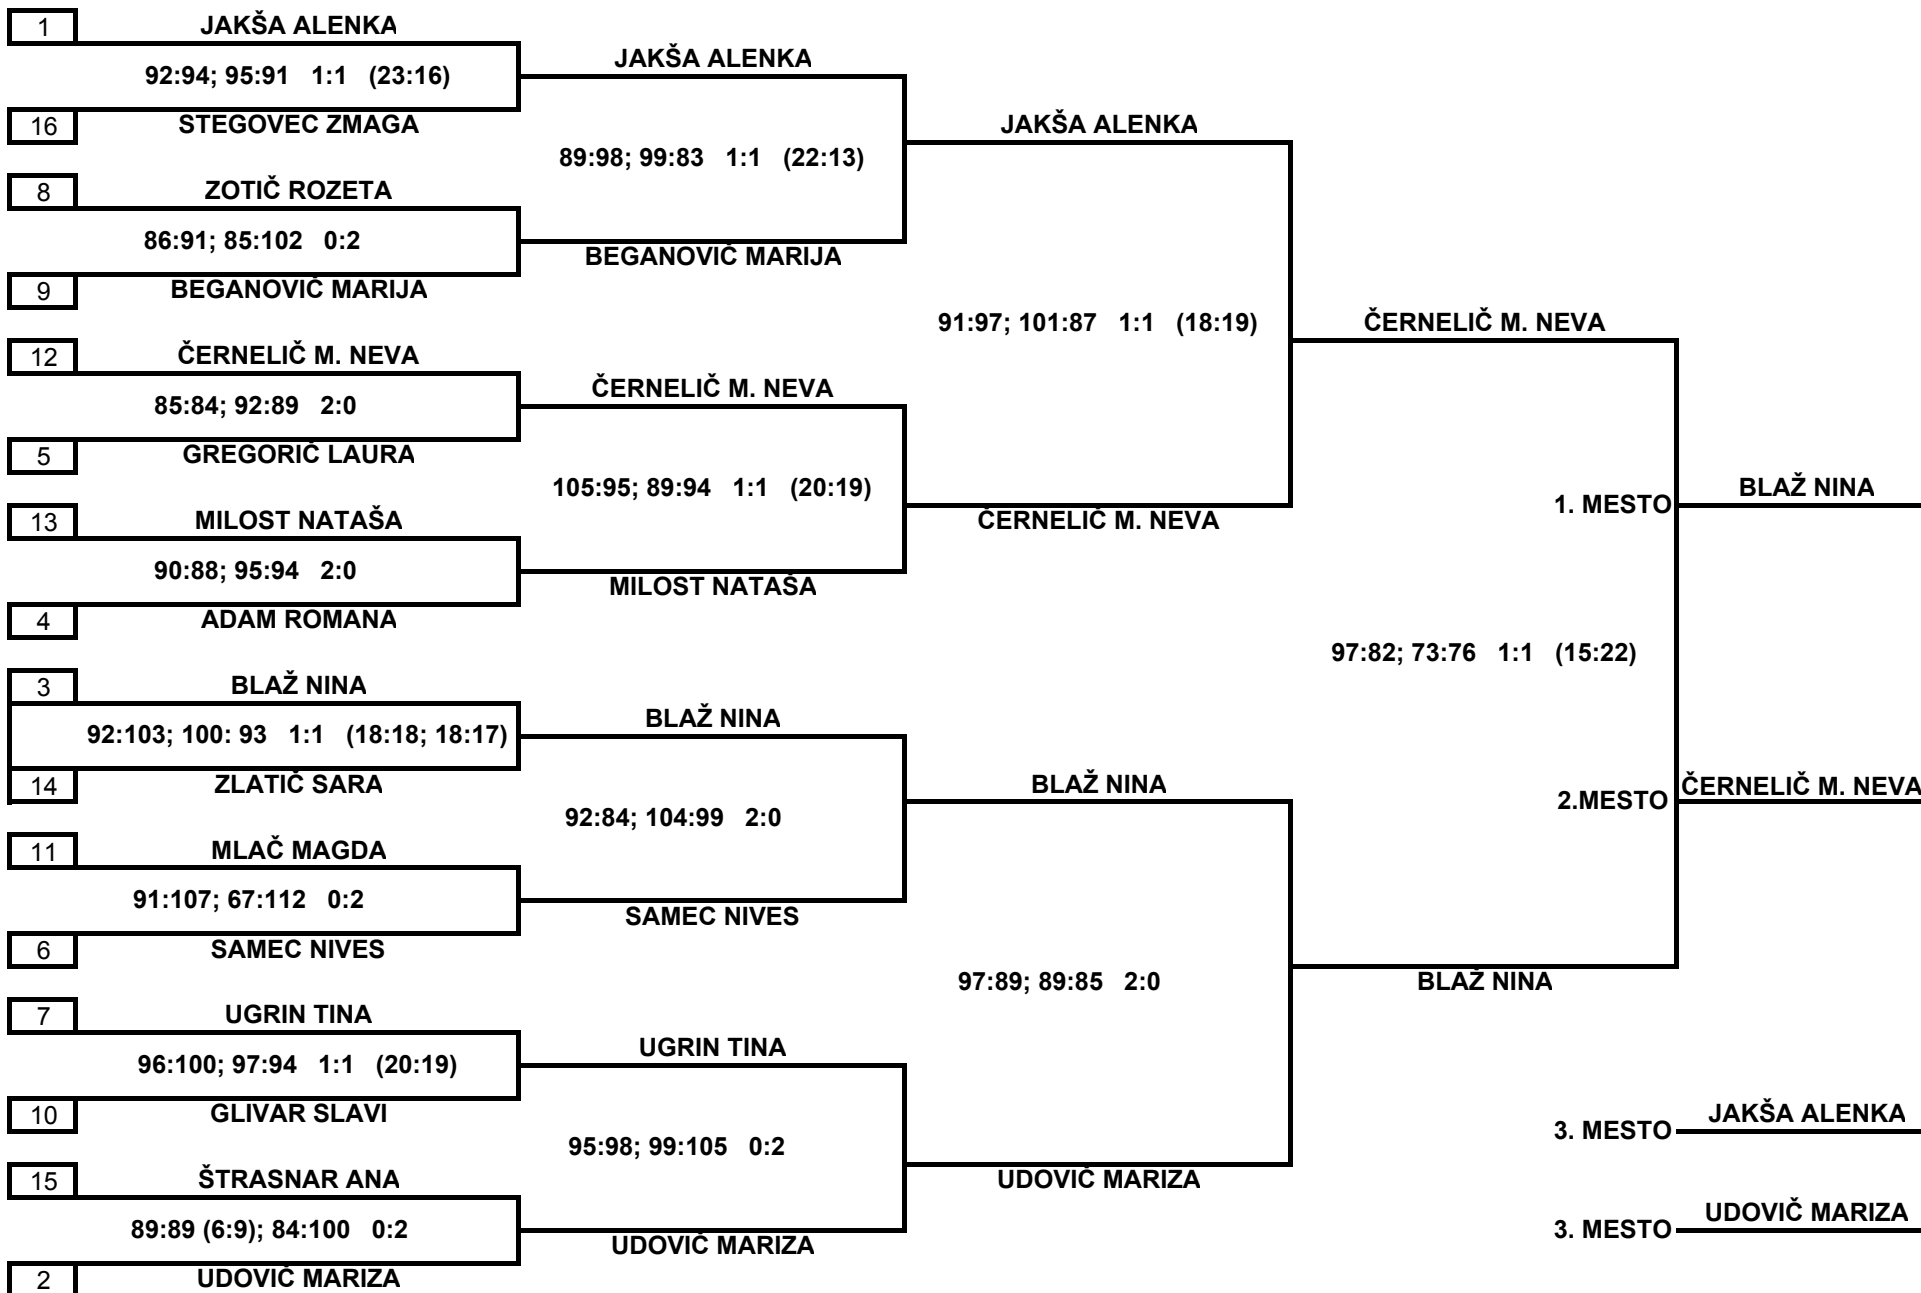 1 JAKŠA ALENKA
92:94; 95:91 1:1 (23:16)
16 STEGOVEC ZMAGA
8 ZOTIČ ROZETA
86:91; 85:102 0:2
9 BEGANOVIČ MARIJA
12 ČERNELIČ M. NEVA
85:84; 92:89 2:0
5 GREGORIČ LAURA
13 MILOST NATAŠA
90:88; 95:94 2:0
4 ADAM ROMANA
3 BLAŽ NINA
92:103; 100: 93 1:1 (18:18; 18:17)
14 ZLATIČ SARA
11 MLAČ MAGDA
91:107; 67:112 0:2
6 SAMEC NIVES
7 UGRIN TINA
96:100; 97:94 1:1 (20:19)
10 GLIVAR SLAVI
15 ŠTRASNAR ANA
89:89 (6:9); 84:100 0:2
2 UDOVIČ MARIZA
JAKŠA ALENKA
89:98; 99:83 1:1 (22:13)
BEGANOVIČ MARIJA
ČERNELIČ M. NEVA
105:95; 89:94 1:1 (20:19)
MILOST NATAŠA
BLAŽ NINA
92:84; 104:99 2:0
SAMEC NIVES
UGRIN TINA
95:98; 99:105 0:2
UDOVIČ MARIZA
JAKŠA ALENKA
91:97; 101:87 1:1 (18:19)
ČERNELIČ M. NEVA
BLAŽ NINA
97:89; 89:85 2:0
UDOVIČ MARIZA
ČERNELIČ M. NEVA
97:82; 73:76 1:1 (15:22)
BLAŽ NINA
1. MESTO BLAŽ NINA
2.MESTO ČERNELIČ M. NEVA
3. MESTO JAKŠA ALENKA
3. MESTO UDOVIČ MARIZA